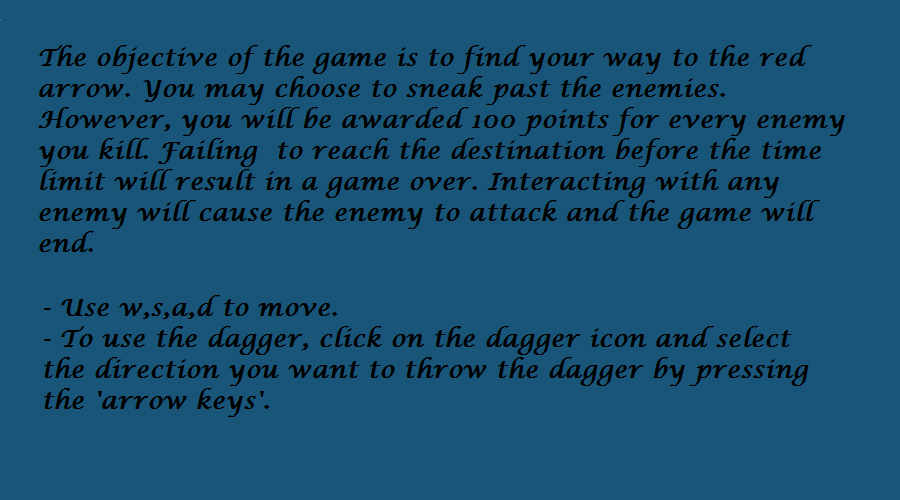 The objective of the game is to find your way to the red
arrow. You may choose to sneak past the enemies.
However, you will be awarded 100 points for every enemy
you kill. Failing  to reach the destination before the time
limit will result in a game over. Interacting with any
enemy will cause the enemy to attack and the game will
end.
- Use w,s,a,d to move.
- To use the dagger, click on the dagger icon and select
the direction you want to throw the dagger by pressing
the 'arrow keys'.